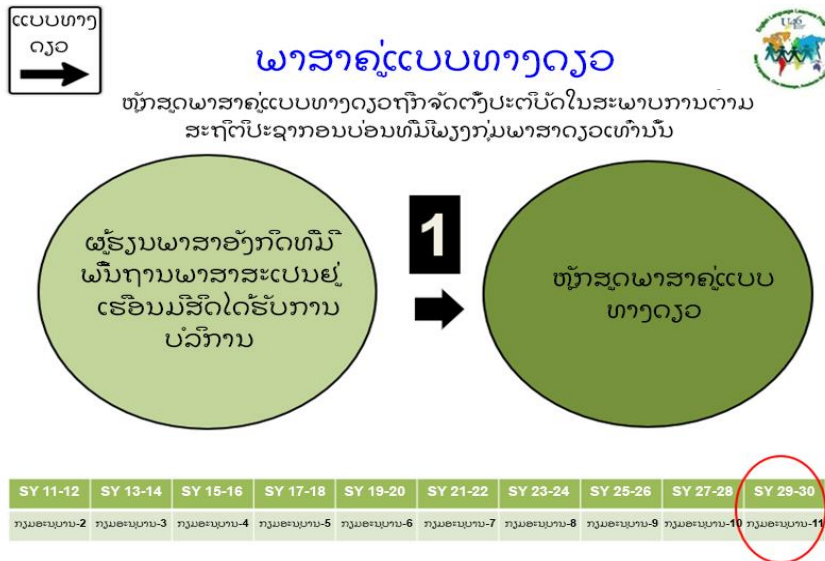 ແບບທາງ
ດຽວ
ພາສາຄູ່ແບບທາງດຽວ
ຫຼັກສູດພາສາຄູ່ແບບທາງດຽວຖືກຈັດຕັ້ງປະຕິບັດໃນສະພາບການຕາມ
ສະຖິຕິປະຊາກອນບ່ອນທີ່ມີພຽງກຸ່ມພາສາດຽວເທົ່ານັ້ນ
ຜູ້ຮຽນພາສາອັງກິດທີ່ມີ
ພື້ນຖານພາສາສະເປນຢູ່
ເຮືອນມີສິດໄດ້ຮັບການ
ບໍລິການ
1
ຫຼັກສູດພາສາຄູ່ແບບ
ທາງດຽວ
SY 11-12 SY 13-14 SY 15-16 SY 17-18 SY 19-20 SY 21-22 SY 23-24 SY 25-26 SY 27-28 SY 29-30
ກຽມອະນຸບານ-2 ກຽມອະນຸບານ-3 ກຽມອະນຸບານ-4 ກຽມອະນຸບານ-5 ກຽມອະນຸບານ-6 ກຽມອະນຸບານ-7 ກຽມອະນຸບານ-8 ກຽມອະນຸບານ-9 ກຽມອະນຸບານ-10 ກຽມອະນຸບານ-11